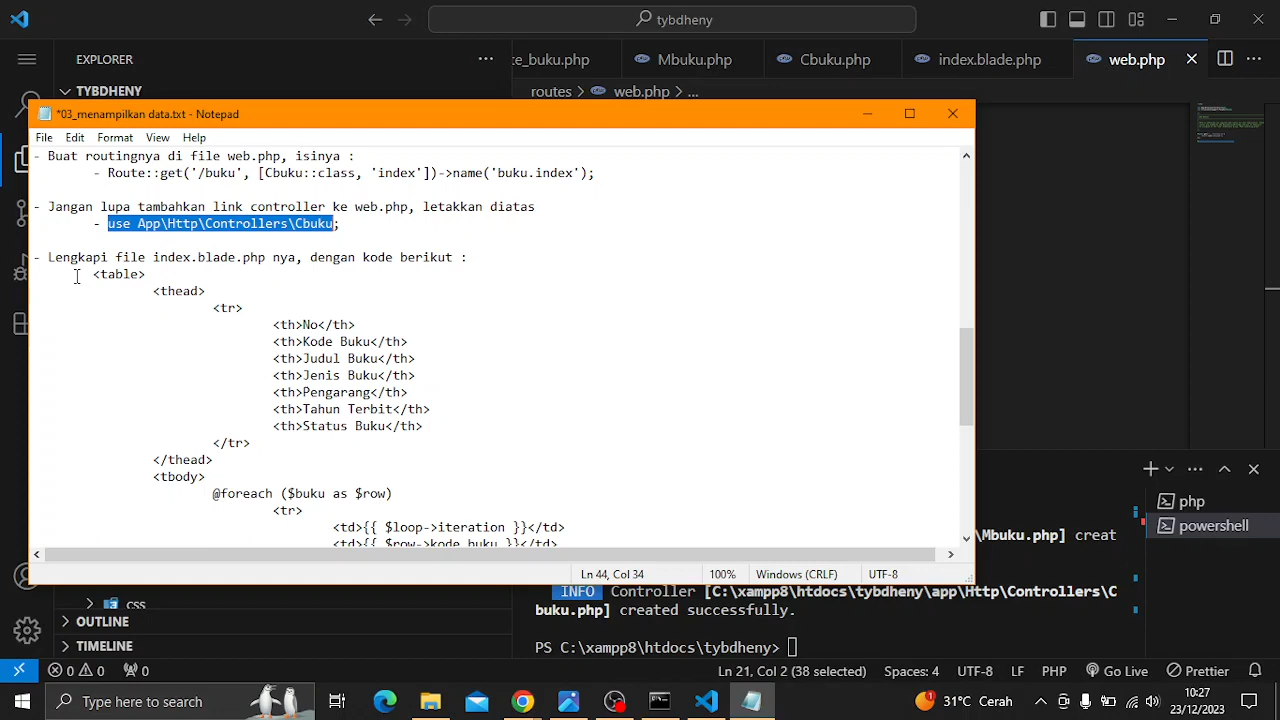 tybdheny
EXPLORER
te_buku.php
Mbuku.php
Cbuku.php
index.blade.php
web.php
TYBDHENY
routes > web.php > ...
*03_menampilkan data.txt - Notepad
File Edit Format View Help
- Buat routingnya di file web.php, isinya :
- Route::get('/buku', [Cbuku::class, 'index'])->name('buku.index');
- Jangan lupa tambahkan link controller ke web.php, letakkan diatas
- use App\Http\Controllers\Cbuku;
- Lengkapi file index.blade.php nya, dengan kode berikut :
<table>
<thead>
<tr>
<th>No</th>
<th>Kode Buku</th>
<th>Judul Buku</th>
<th>Jenis Buku</th>
<th>Pengarang</th>
<th>Tahun Terbit</th>
<th>Status Buku</th>
</tr>
</thead>
<tbody>
@foreach ($buku as $row)
<tr>
<td>{{ $loop->iteration }}</td>
<td>{{ $row->kode_buku }}</td>
Ln 44, Col 34 100% Windows (CRLF) UTF-8
php
powershell
\Mbuku.php] creat
css
INFO Controller [C:\xampp8\htdocs\tybdheny\app\Http\Controllers\C
buku.php] created successfully.
OUTLINE
TIMELINE
PS C:\xampp8\htdocs\tybdheny>
0 0 0 Ln 21, Col 2 (38 selected) Spaces: 4 UTF-8 LF PHP Go Live Prettier
Type here to search
1 31°C Cerah
10:27
23/12/2023